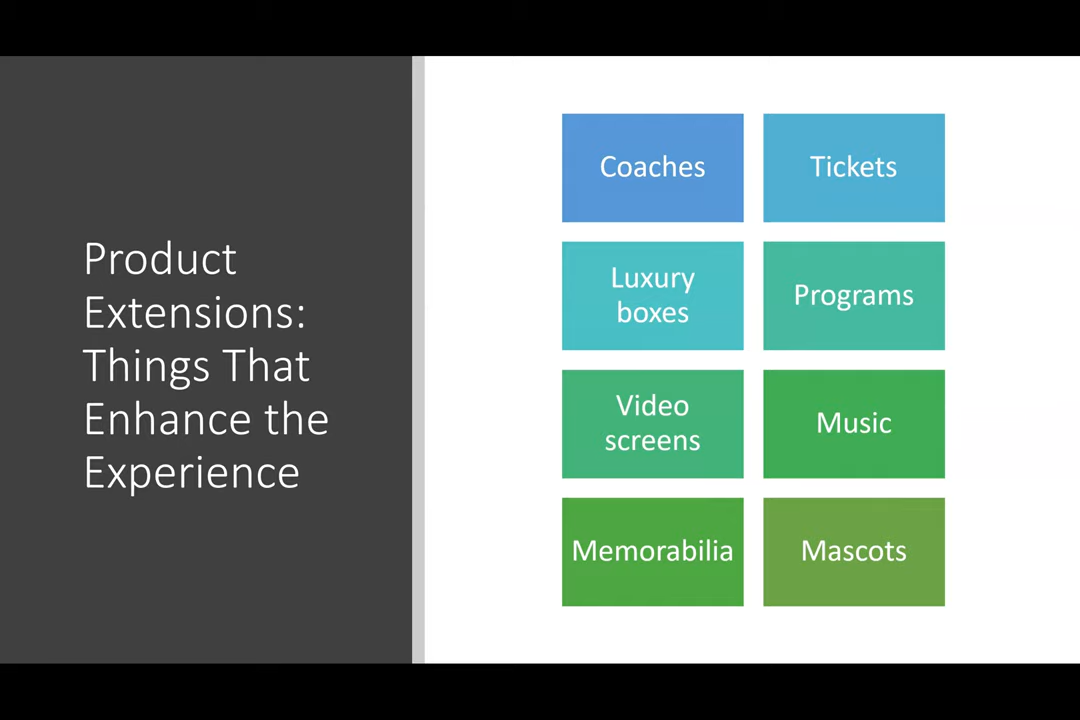 Product
Extensions:
Things That
Enhance the
Experience
Coaches
Tickets
Luxury
boxes
Programs
Video
screens
Music
Memorabilia
Mascots